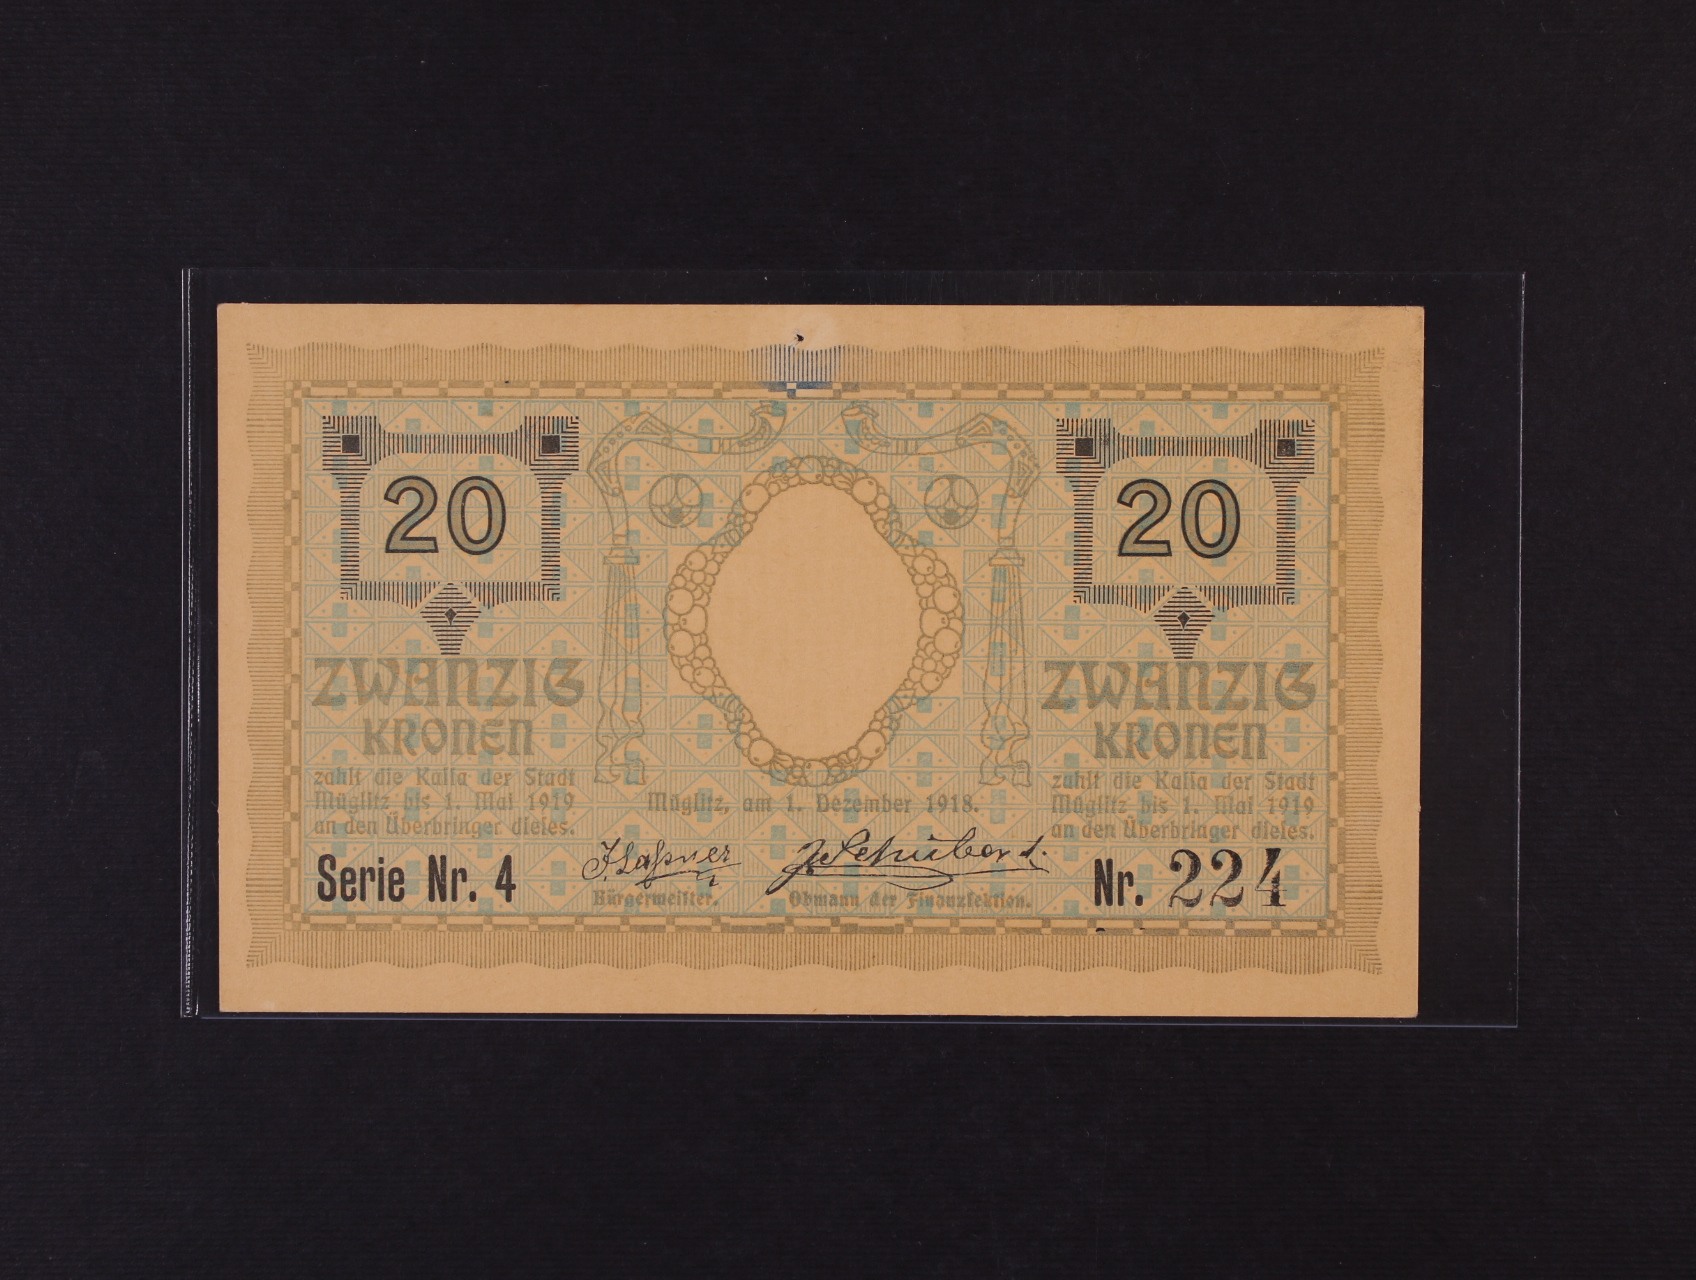 20
ZWANZIG
KRONEN
zahlt die Kassa der Stadt
Müglitz bis 1. Mai 1919
an den Überbringer dieses.
Serie Nr. 4
Müglitz, am 1. Dezember 1918.
Bürgermeister.
J. Schubert.
Obmann der Finanzsektion.
20
ZWANZIG
KRONEN
zahlt die Kassa der Stadt
Müglitz bis 1. Mai 1919
an den Überbringer dieses.
Nr. 224